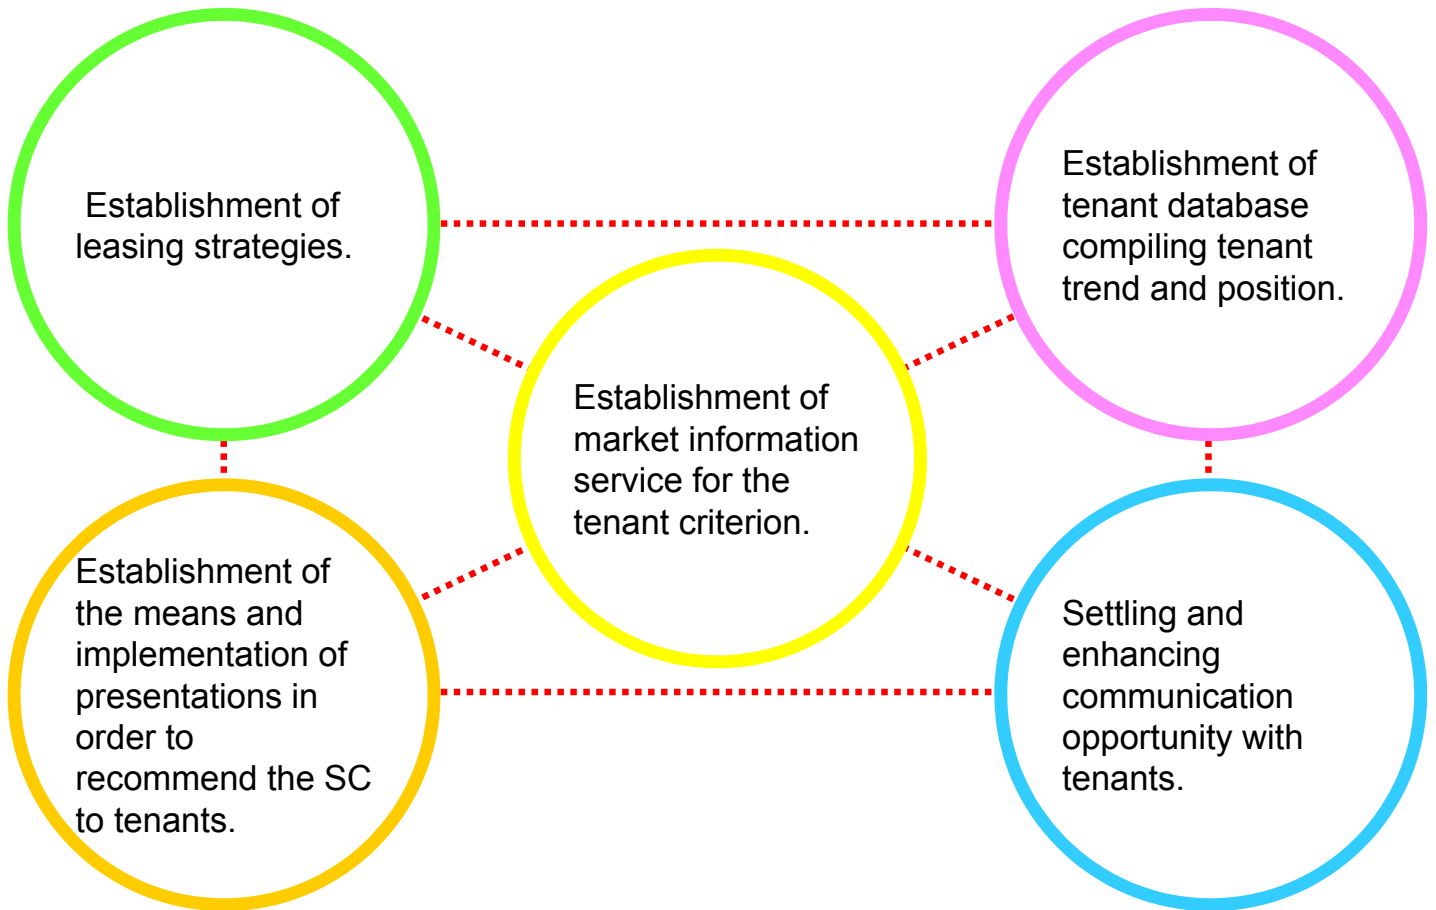 Establishment of
leasing strategies.
Establishment of
tenant database
compiling tenant
trend and position.
Establishment of
market information
service for the
tenant criterion.
Establishment of
the means and
implementation of
presentations in
order to
recommend the SC
to tenants.
Settling and
enhancing
communication
opportunity with
tenants.